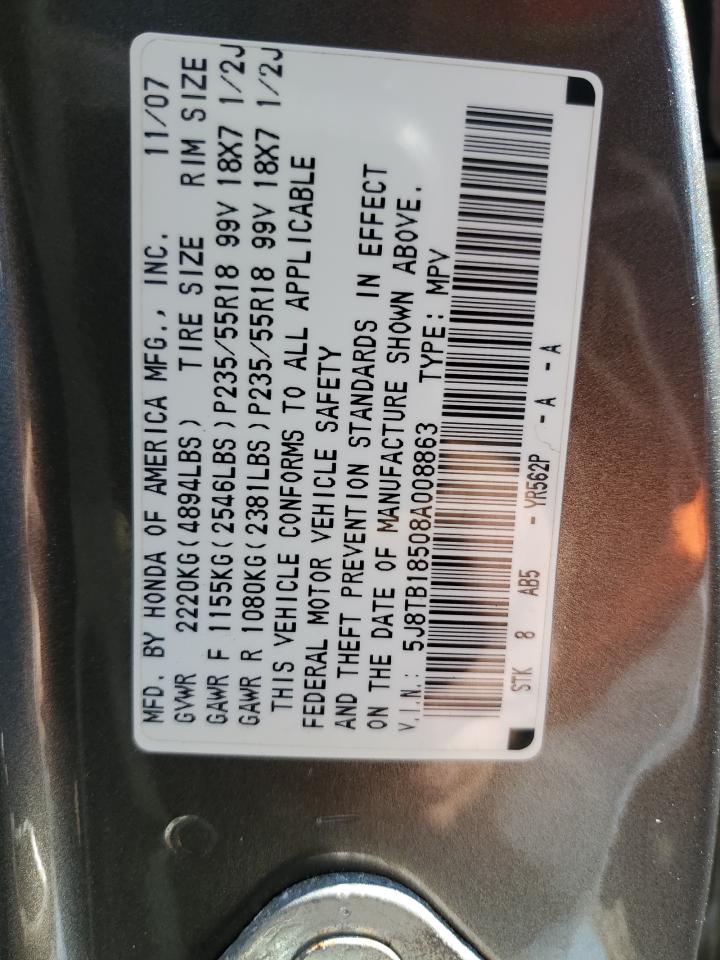 MFD. BY HONDA OF AMERICA MFG., INC. 11/07
GVWR 2220KG(4894LBS) TIRE SIZE RIM SIZE
GAWR F 1155KG(2546LBS)P235/55R18 99V 18X7 1/2J
GAWR R 1080KG(2381LBS)P235/55R18 99V 18X7 1/2J
THIS VEHICLE CONFORMS TO ALL APPLICABLE
FEDERAL MOTOR VEHICLE SAFETY
AND THEFT PREVENTION STANDARDS IN EFFECT
ON THE DATE OF MANUFACTURE SHOWN ABOVE.
V.I.N.: 5J8TB18508A008863 TYPE: MPV
STK 8 AB5 - YR562P - A - A